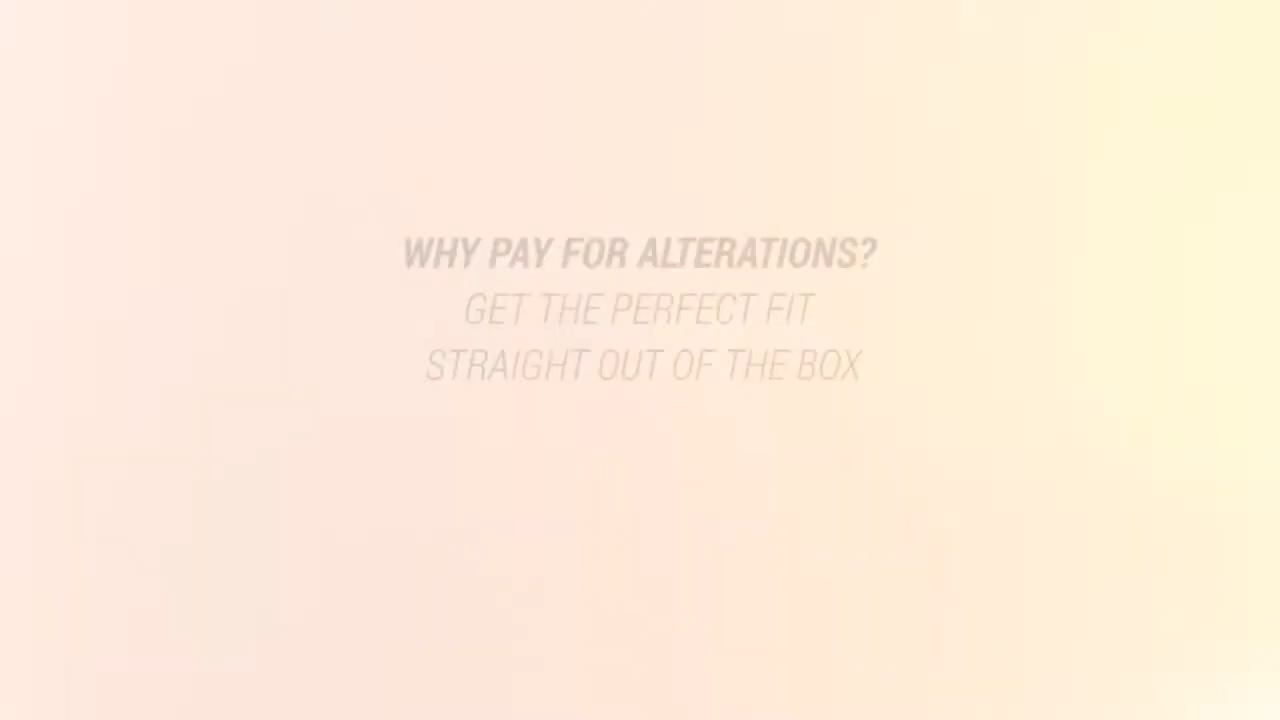 WHY PAY FOR ALTERATIONS?
GET THE PERFECT FIT
STRAIGHT OUT OF THE BOX